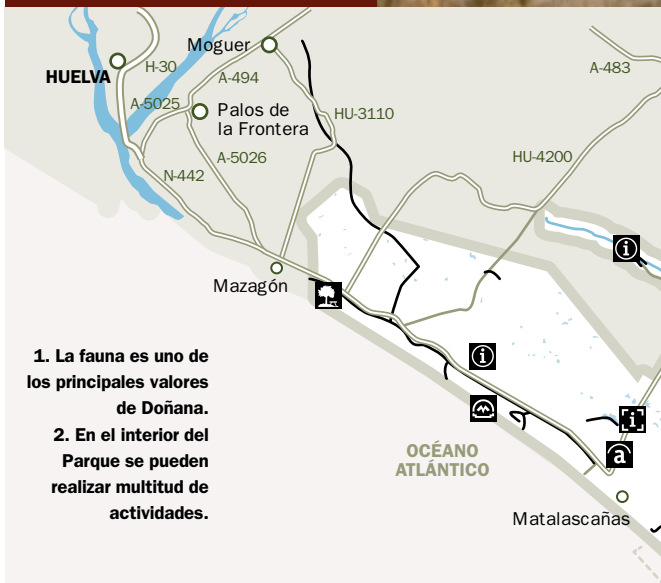 Moguer
HUELVA
H-30
A-494
A-483
A-5025
Palos de
la Frontera
HU-3110
A-5026
HU-4200
N-442
Mazagón
1. La fauna es uno de
los principales valores
de Doñana.
2. En el interior del
Parque se pueden
realizar multitud de
actividades.
OCÉANO
ATLÁNTICO
i
i
i
a
Matalascañas